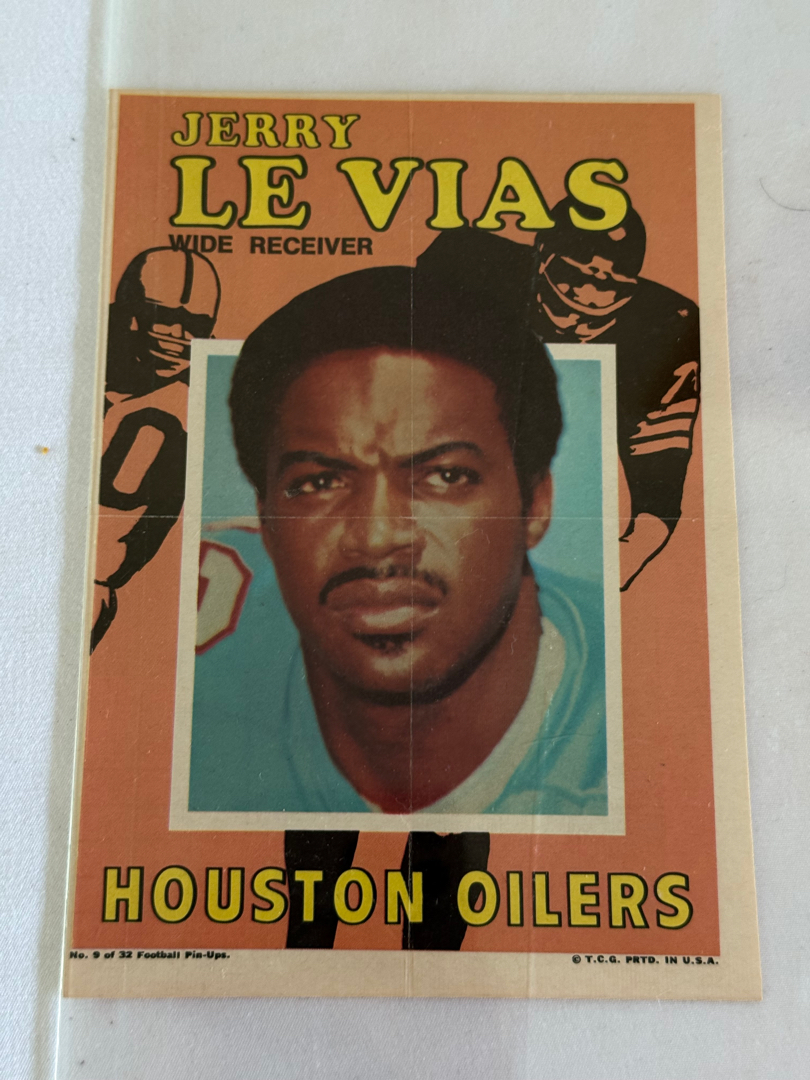 JERRY
LE VIAS
WIDE RECEIVER
HOUSTON OILERS
No. 9 of 32 Football Pin-Ups.
© T.C.G. PRTD. IN U.S.A.